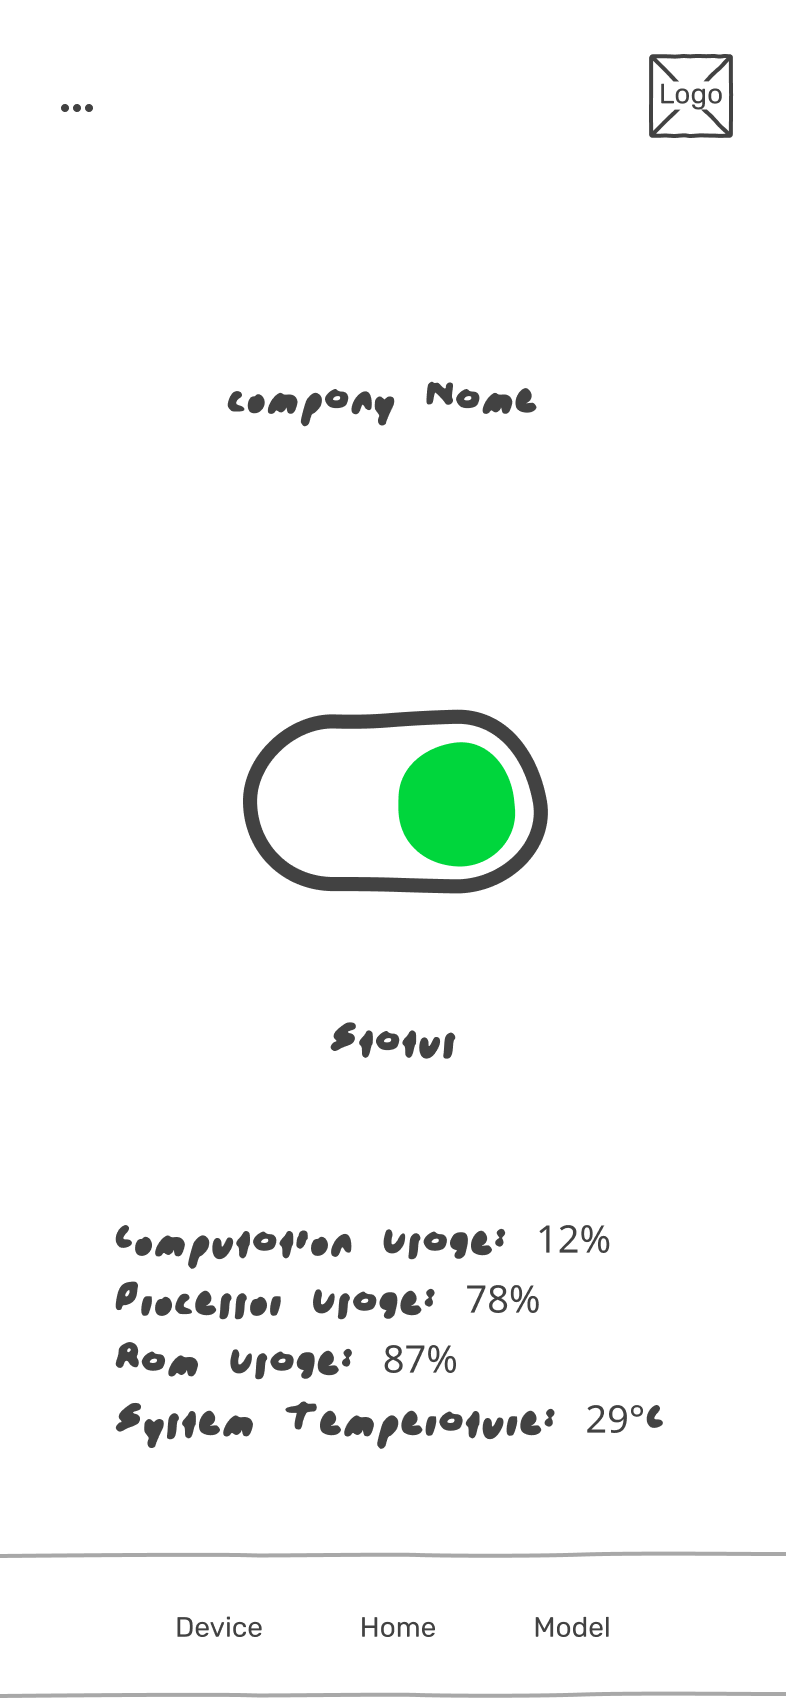 Logo
Company Name
Status
Computation usage: 12%
Processor usage: 78%
Ram usage: 87%
System Temperature: 29°C
Device Home Model